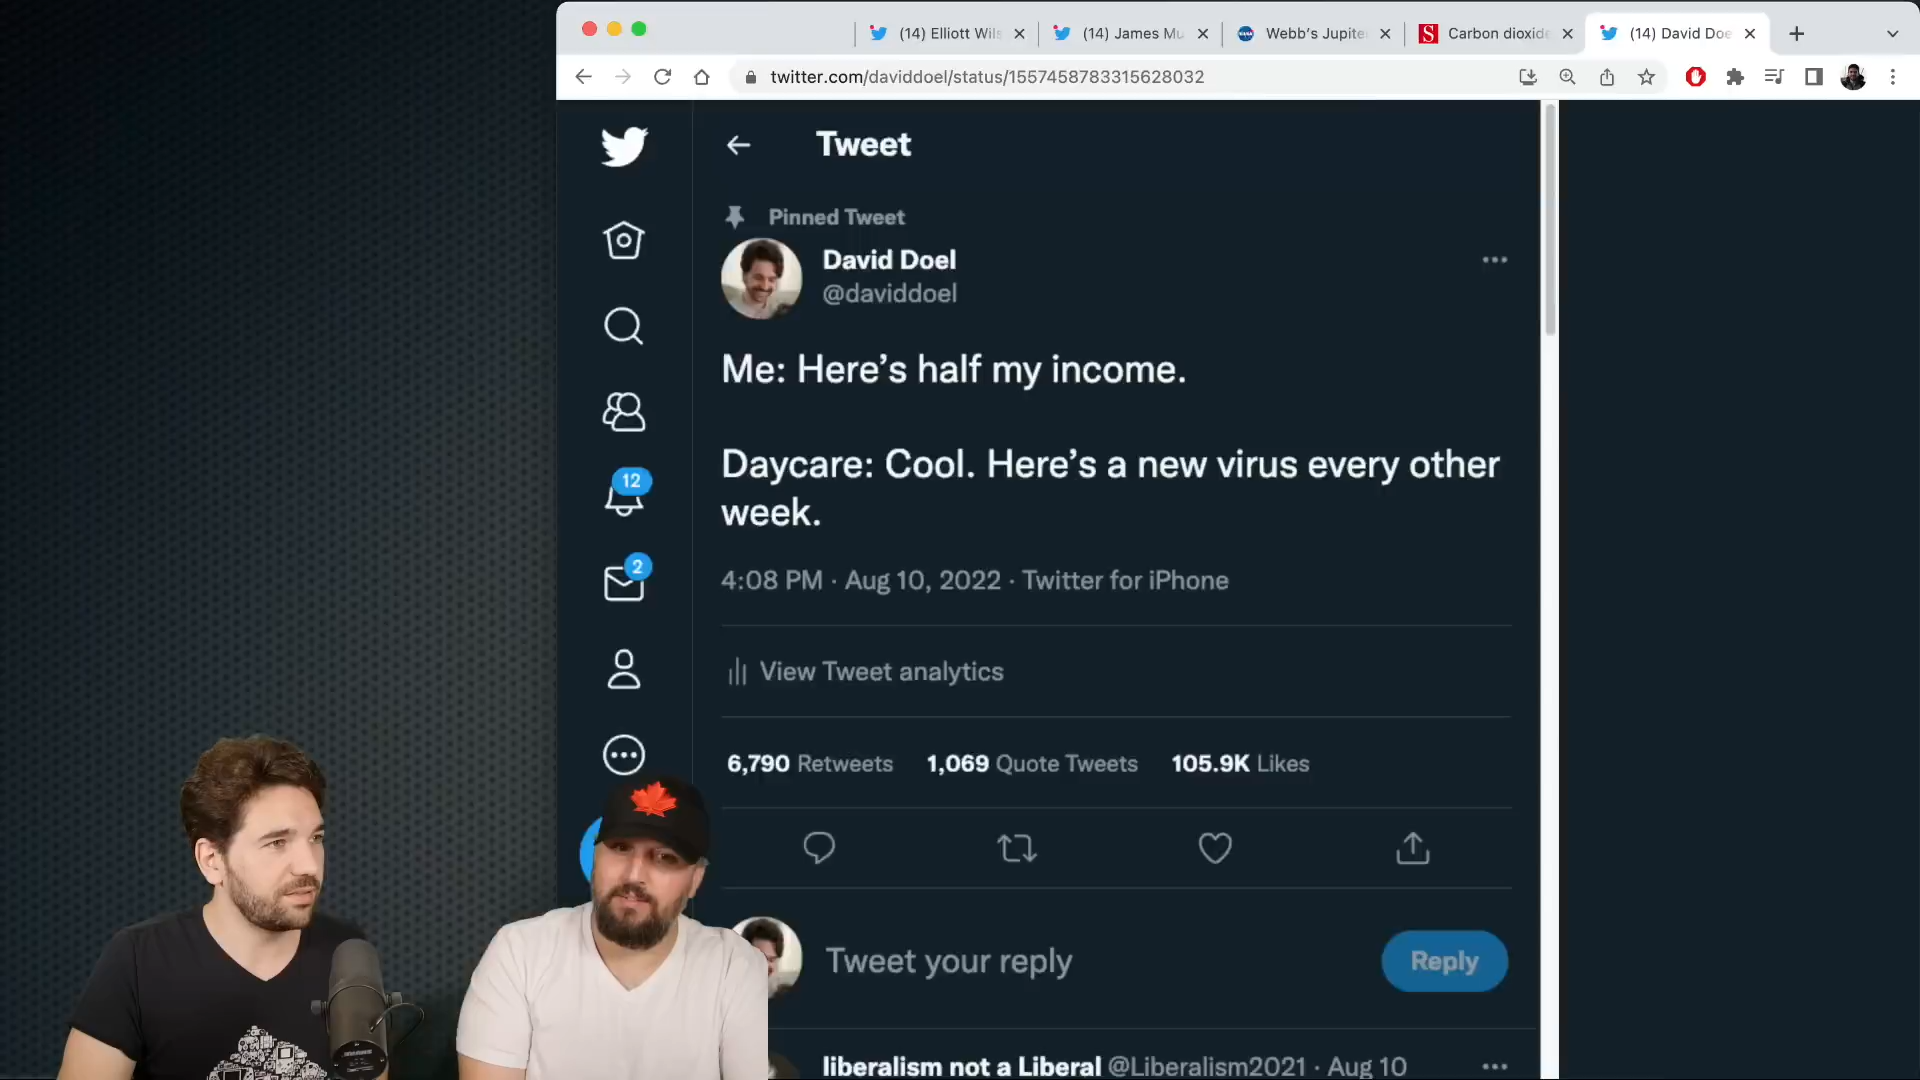 (14) Elliott Wils
(14) James Mu
Webb's Jupite
Carbon dioxide
(14) David Doe
twitter.com/daviddoel/status/1557458783315628032
Tweet
Pinned Tweet
David Doel
@daviddoel
Me: Here's half my income.
Daycare: Cool. Here's a new virus every other
week.
12
2
4:08 PM · Aug 10, 2022 · Twitter for iPhone
View Tweet analytics
6,790 Retweets 1,069 Quote Tweets 105.9K Likes
Tweet your reply
Reply
liberalism not a Liberal @Liberalism2021 · Aug 10